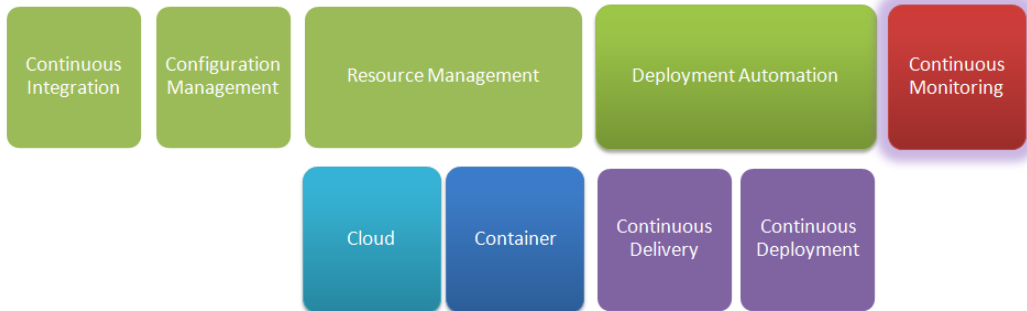 Continuous
Integration
Configuration
Management
Resource Management
Deployment Automation
Continuous
Monitoring
Cloud
Container
Continuous
Delivery
Continuous
Deployment